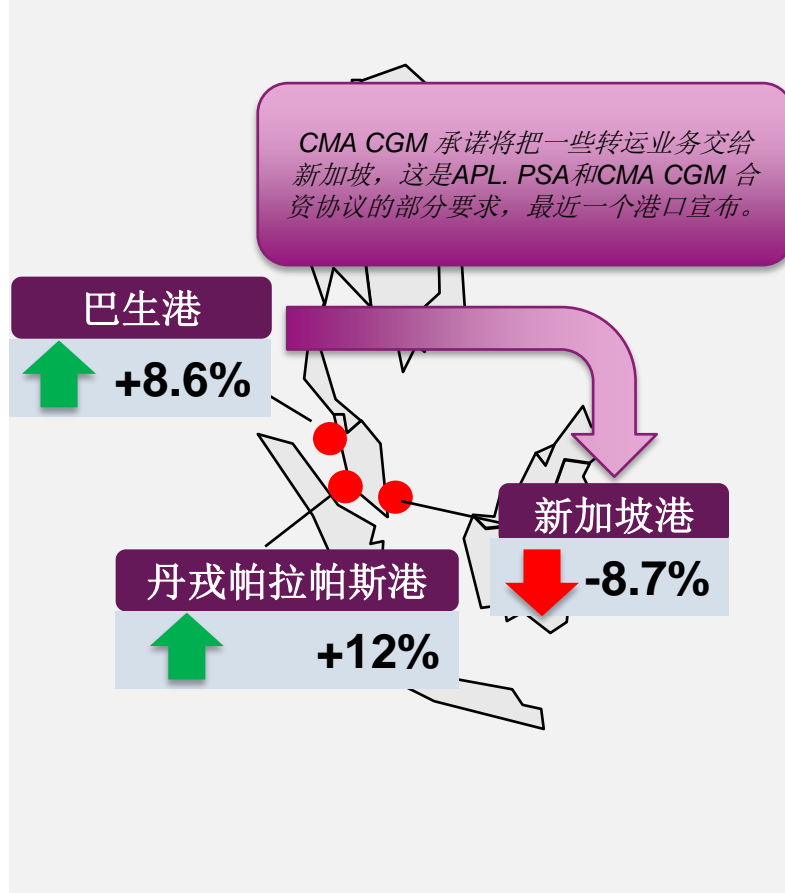 CMA CGM 承诺将把一些转运业务交给
新加坡，这是APL. PSA和CMA CGM 合
资协议的部分要求，最近一个港口宣布。
巴生港
+8.6%
新加坡港
-8.7%
丹戎帕拉帕斯港
+12%